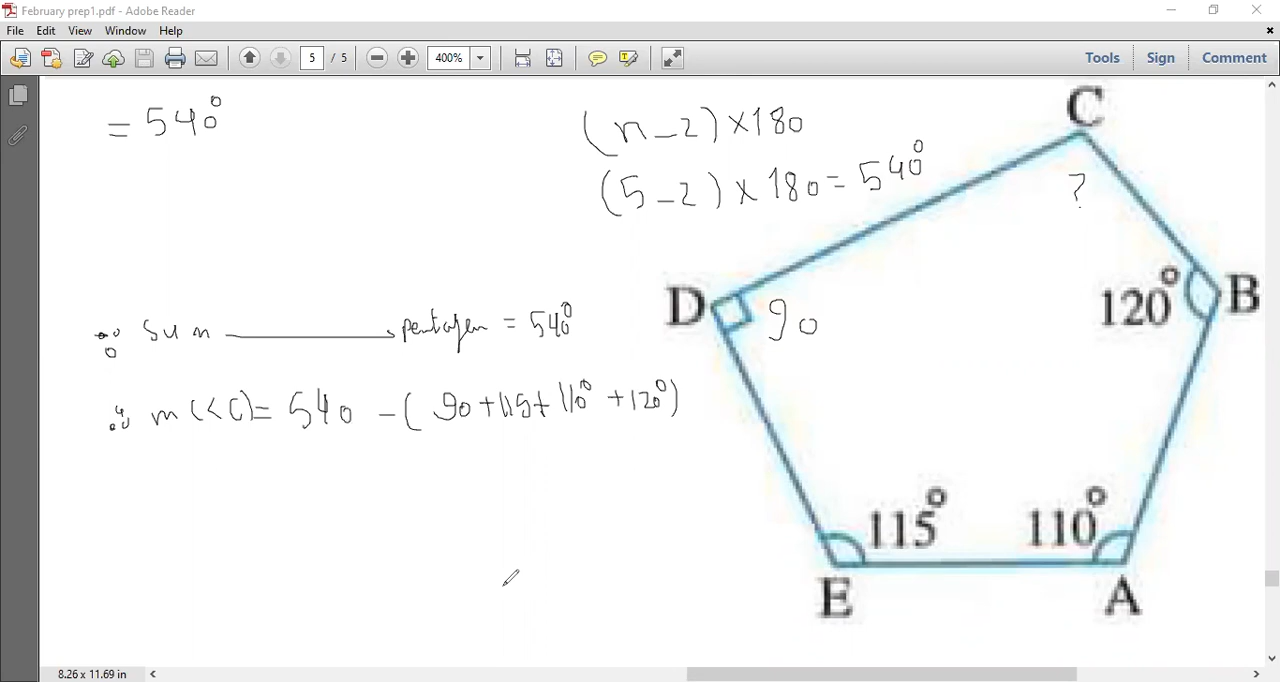 February prep1.pdf - Adobe Reader
File Edit View Window Help
5 / 5 400% Tools Sign Comment
= 540°
(n-2)×180
(5-2)×180=540°
C
?
D
90
120°
B
∵ Sum ______ pentagen = 540°
∴ m(<C)= 540 -( 90+115+110°+120°)
115°
110°
E
A
8.26 x 11.69 in